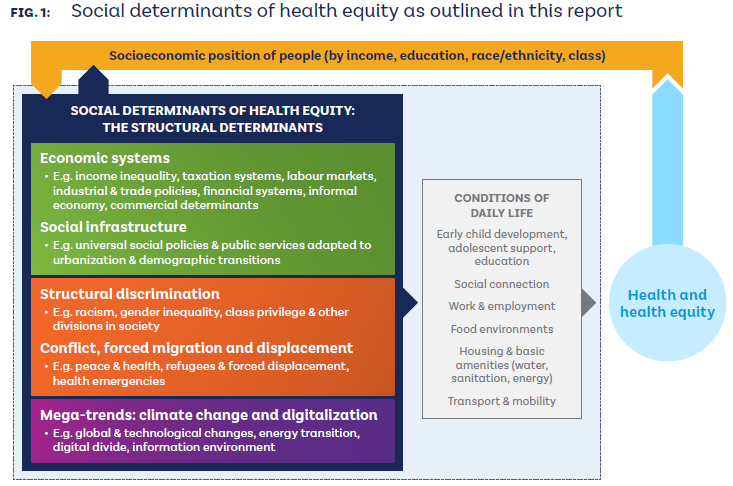 FIG. 1: Social determinants of health equity as outlined in this report
Socioeconomic position of people (by income, education, race/ethnicity, class)
SOCIAL DETERMINANTS OF HEALTH EQUITY:
THE STRUCTURAL DETERMINANTS
Economic systems
• E.g. income inequality, taxation systems, labour markets,
industrial & trade policies, financial systems, informal
economy, commercial determinants
Social infrastructure
• E.g. universal social policies & public services adapted to
urbanization & demographic transitions
Structural discrimination
• E.g. racism, gender inequality, class privilege & other
divisions in society
Conflict, forced migration and displacement
• E.g. peace & health, refugees & forced displacement,
health emergencies
Mega-trends: climate change and digitalization
• E.g. global & technological changes, energy transition,
digital divide, information environment
CONDITIONS OF
DAILY LIFE
Early child development,
adolescent support,
education
Social connection
Work & employment
Food environments
Housing & basic
amenities (water,
sanitation, energy)
Transport & mobility
Health and
health equity